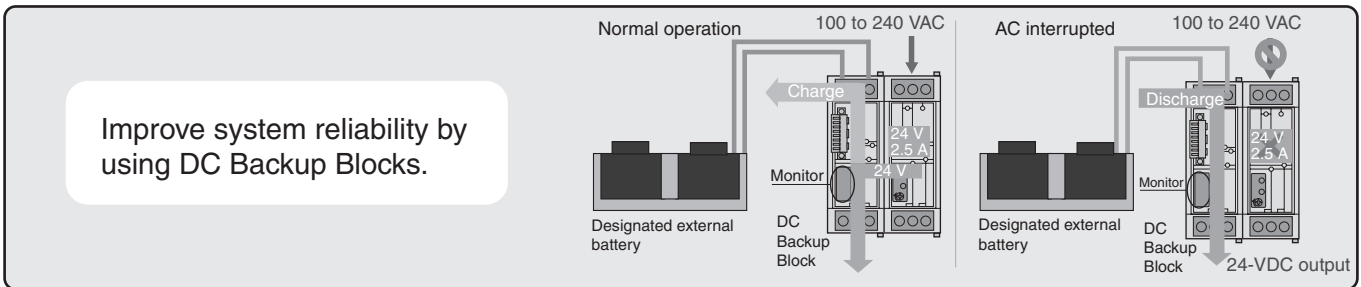 Improve system reliability by
using DC Backup Blocks.
Normal operation
100 to 240 VAC
Charge
24 V
2.5 A
24 V
Monitor
Designated external
battery
DC
Backup
Block
AC interrupted
100 to 240 VAC
Discharge
24 V
2.5 A
Monitor
Designated external
battery
DC
Backup
Block
24-VDC output